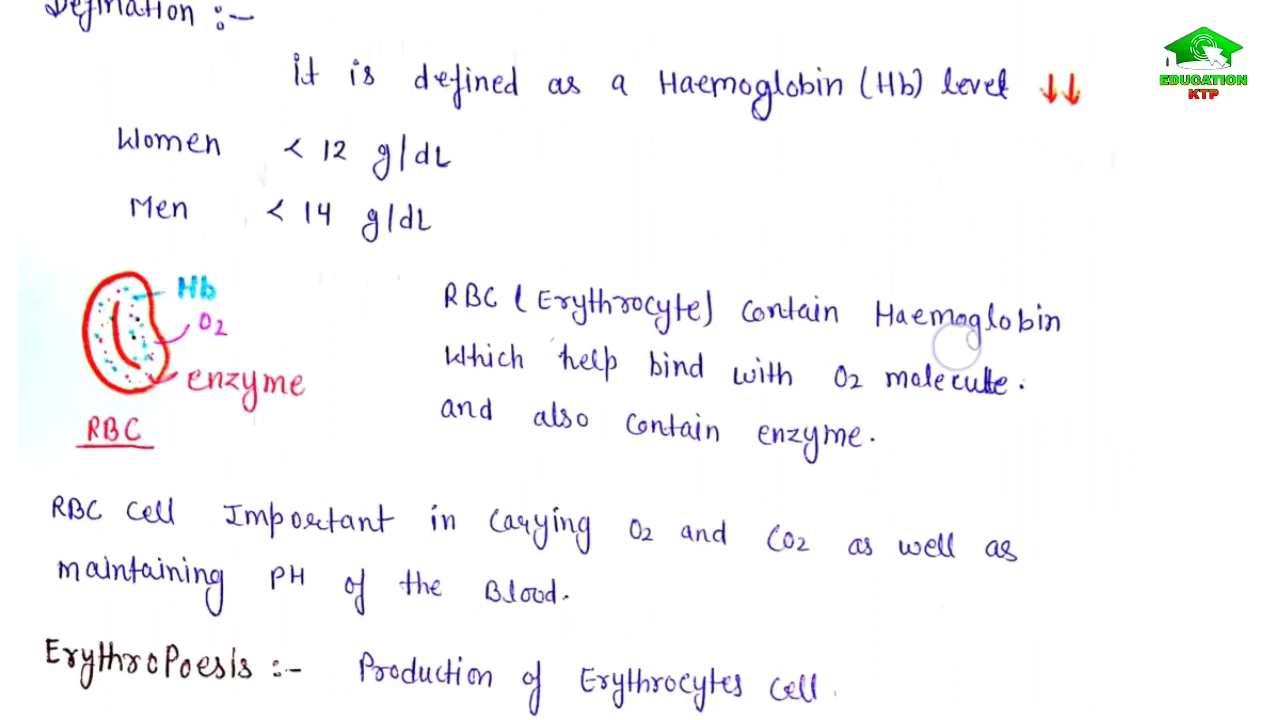 Defination :-
EDUCATION
KTP
it is defined as a Haemoglobin (Hb) level ↓↓
Women < 12 g/dL
Men < 14 g/dL
Hb
O2
enzyme
RBC
RBC (Erythrocyte) contain Haemoglobin
which help bind with O2 molecule.
and also contain enzyme.
RBC cell Important in carying O2 and CO2 as well as
maintaining PH of the Blood.
ErythroPoesis :- Production of Erythrocytes cell.